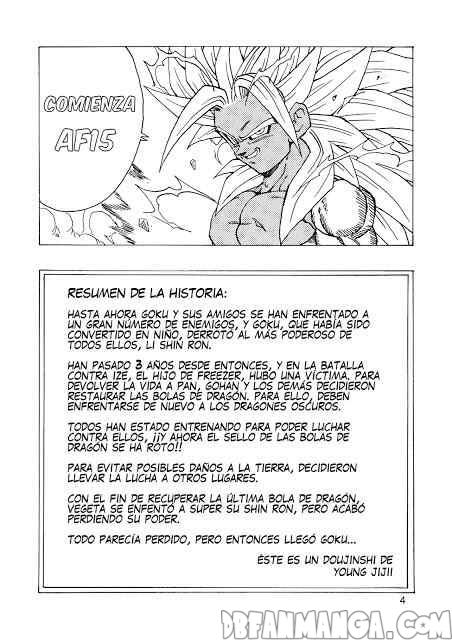 COMIENZA
AF15
RESUMEN DE LA HISTORIA:
HASTA AHORA GOKU Y SUS AMIGOS SE HAN ENFRENTADO A
UN GRAN NÚMERO DE ENEMIGOS, Y GOKU, QUE HABÍA SIDO
CONVERTIDO EN NIÑO, DERROTÓ AL MÁS PODEROSO DE
TODOS ELLOS, LI SHIN RON.
HAN PASADO 3 AÑOS DESDE ENTONCES, Y EN LA BATALLA
CONTRA IZE, EL HIJO DE FREEZER, HUBO UNA VÍCTIMA. PARA
DEVOLVER LA VIDA A PAN, GOHAN Y LOS DEMÁS DECIDIERON
RESTAURAR LAS BOLAS DE DRAGÓN. PARA ELLO, DEBEN
ENFRENTARSE DE NUEVO A LOS DRAGONES OSCUROS.
TODOS HAN ESTADO ENTRENANDO PARA PODER LUCHAR
CONTRA ELLOS, ¡¡Y AHORA EL SELLO DE LAS BOLAS DE
DRAGÓN SE HA ROTO!!
PARA EVITAR POSIBLES DAÑOS A LA TIERRA, DECIDIERON
LLEVAR LA LUCHA A OTROS LUGARES.
CON EL FIN DE RECUPERAR LA ÚLTIMA BOLA DE DRAGÓN,
VEGETA SE ENFENTÓ A SUPER SU SHIN RON, PERO ACABÓ
PERDIENDO SU PODER.
TODO PARECÍA PERDIDO, PERO ENTONCES LLEGÓ GOKU...
ÉSTE ES UN DOUJINSHI DE
YOUNG JIJII
4
DBFANMANGA.COM